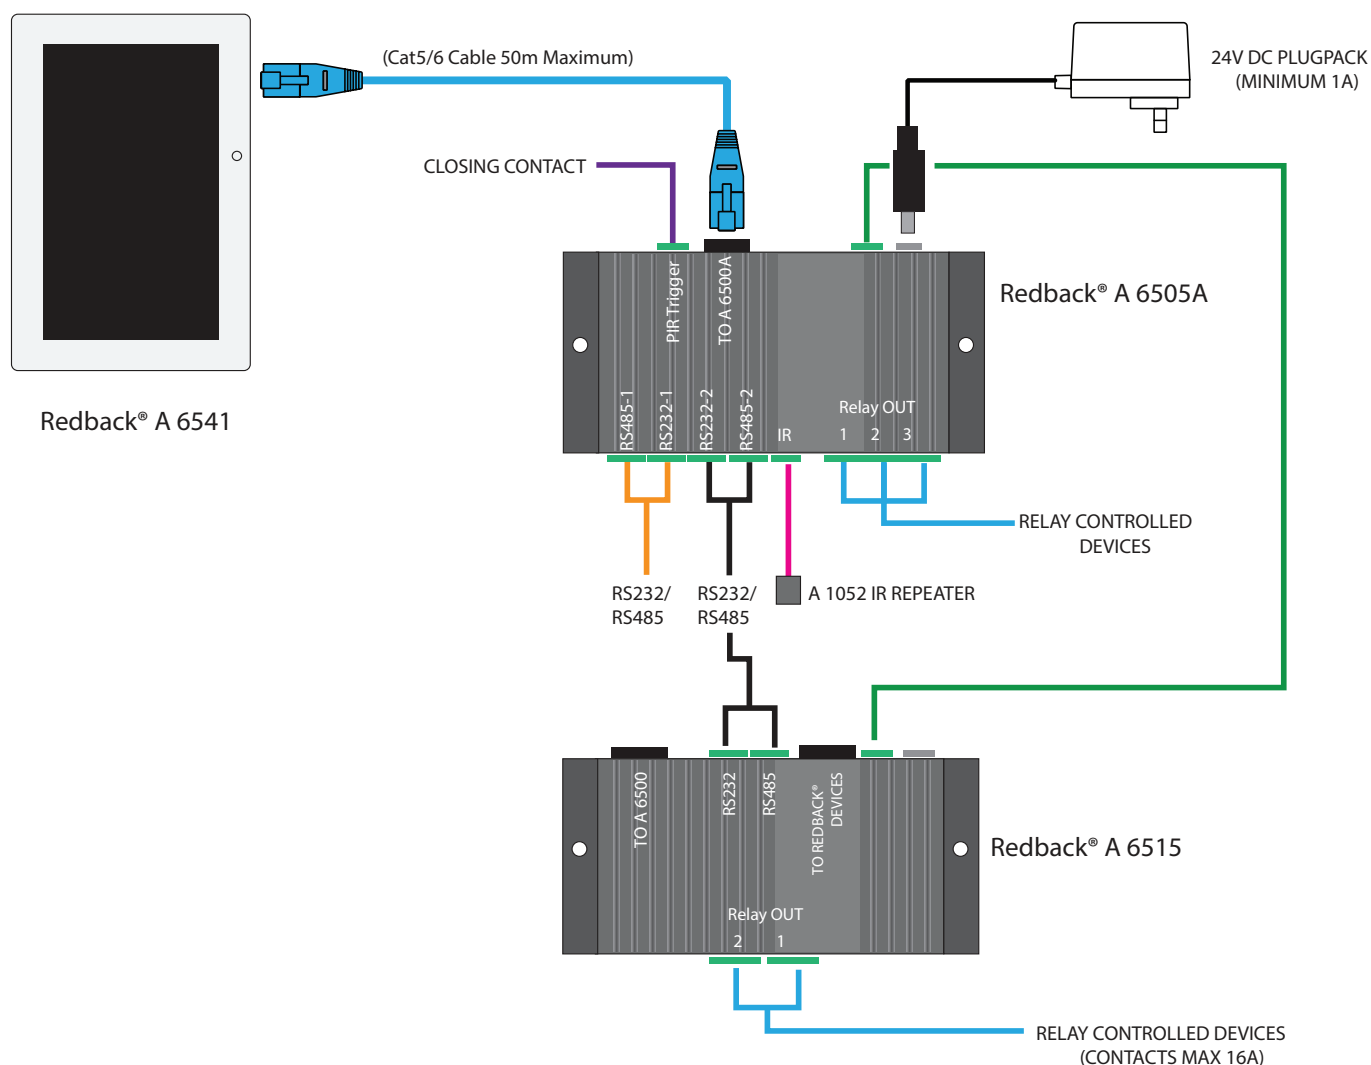 (Cat5/6 Cable 50m Maximum)
24V DC PLUGPACK
(MINIMUM 1A)
CLOSING CONTACT
Redback® A 6541
PIR Trigger
TO A 6500A
Redback® A 6505A
RS485-1
RS232-1
RS232-2
RS485-2
IR
Relay OUT
1 2 3
RELAY CONTROLLED
DEVICES
RS232/
RS485
RS232/
RS485
A 1052 IR REPEATER
TO A 6500
RS232
RS485
TO REDBACK®
DEVICES
Redback® A 6515
Relay OUT
2 1
RELAY CONTROLLED DEVICES
(CONTACTS MAX 16A)